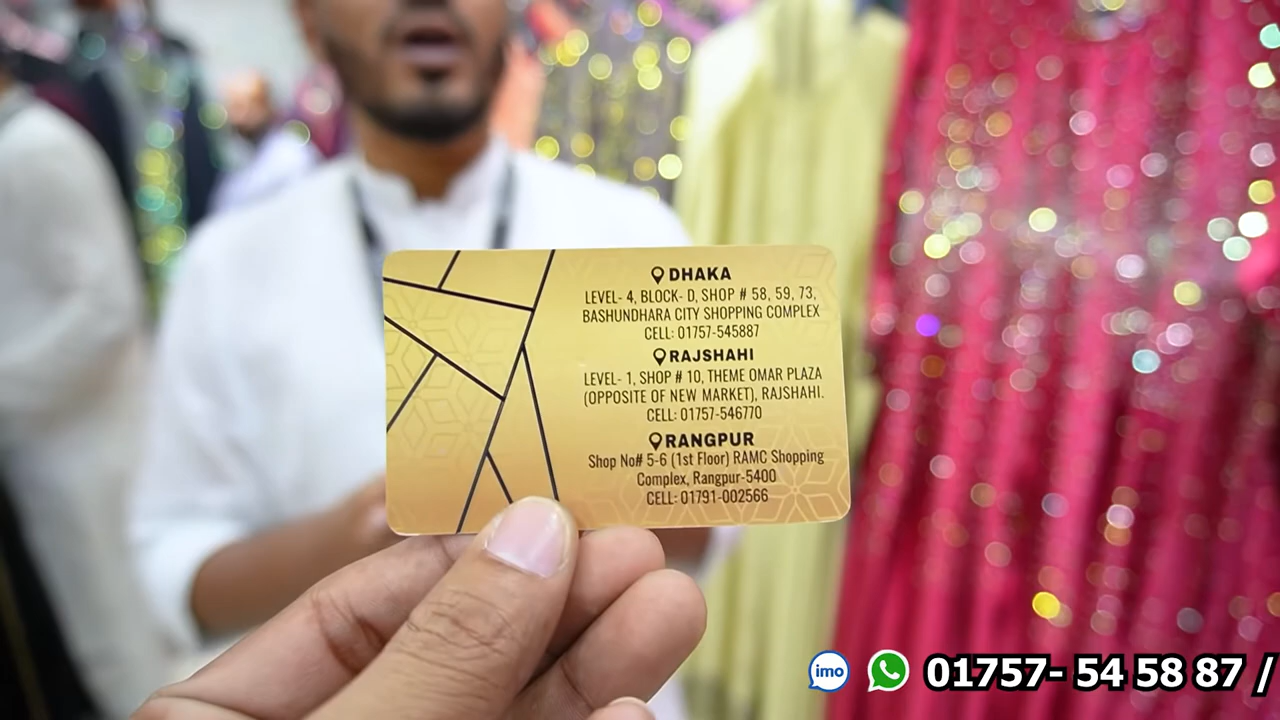 DHAKA
LEVEL- 4, BLOCK- D, SHOP # 58, 59, 73,
BASHUNDHARA CITY SHOPPING COMPLEX
CELL: 01757-545887
RAJSHAHI
LEVEL- 1, SHOP # 10, THEME OMAR PLAZA
(OPPOSITE OF NEW MARKET), RAJSHAHI.
CELL: 01757-546770
RANGPUR
Shop No# 5-6 (1st Floor) RAMC Shopping
Complex, Rangpur-5400
CELL: 01791-002566
imo 01757- 54 58 87 /